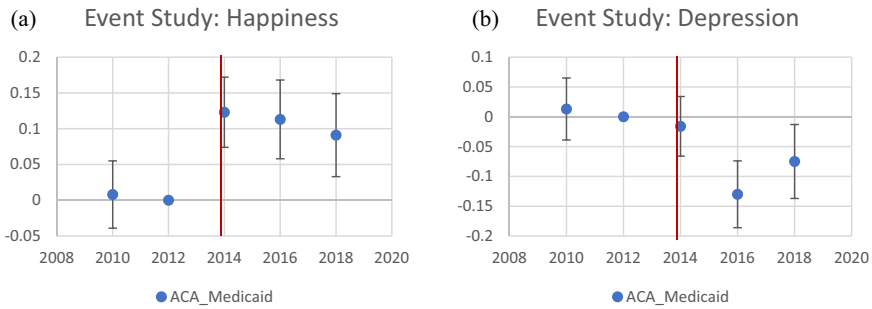 (a) Event Study: Happiness
0.2
0.15
0.1
0.05
0
-0.05
2008 2010 2012 2014 2016 2018 2020
ACA_Medicaid
(b) Event Study: Depression
0.1
0.05
0
-0.05
-0.1
-0.15
-0.2
2008 2010 2012 2014 2016 2018 2020
ACA_Medicaid